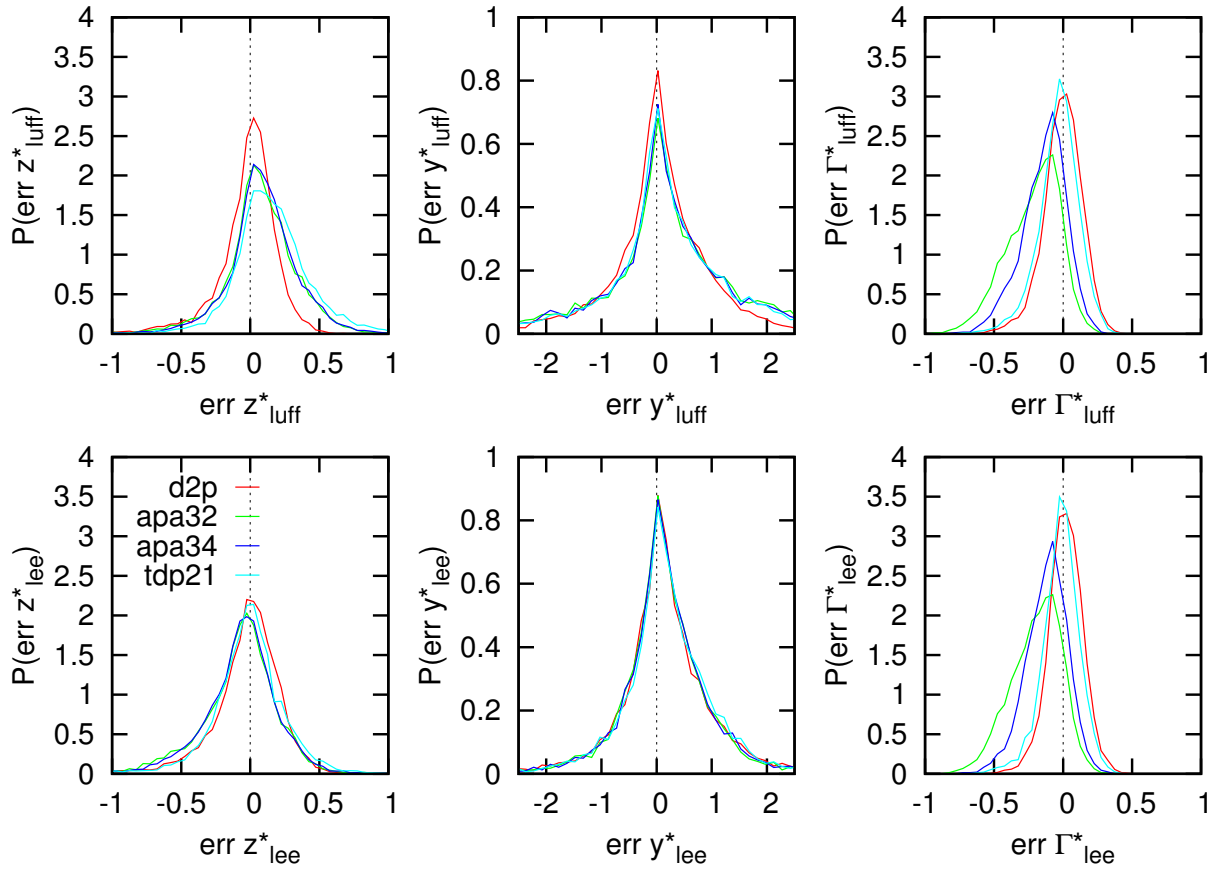 4
3.5
3
2.5
2
1.5
1
0.5
0
-1 -0.5 0 0.5 1
P(err z*luff)
err z*luff
1
0.8
0.6
0.4
0.2
0
-2 -1 0 1 2
P(err y*luff)
err y*luff
4
3.5
3
2.5
2
1.5
1
0.5
0
-1 -0.5 0 0.5 1
P(err Γ*luff)
err Γ*luff
4
3.5
3
2.5
2
1.5
1
0.5
0
-1 -0.5 0 0.5 1
P(err z*lee)
err z*lee
d2p
apa32
apa34
tdp21
1
0.8
0.6
0.4
0.2
0
-2 -1 0 1 2
P(err y*lee)
err y*lee
4
3.5
3
2.5
2
1.5
1
0.5
0
-1 -0.5 0 0.5 1
P(err Γ*lee)
err Γ*lee